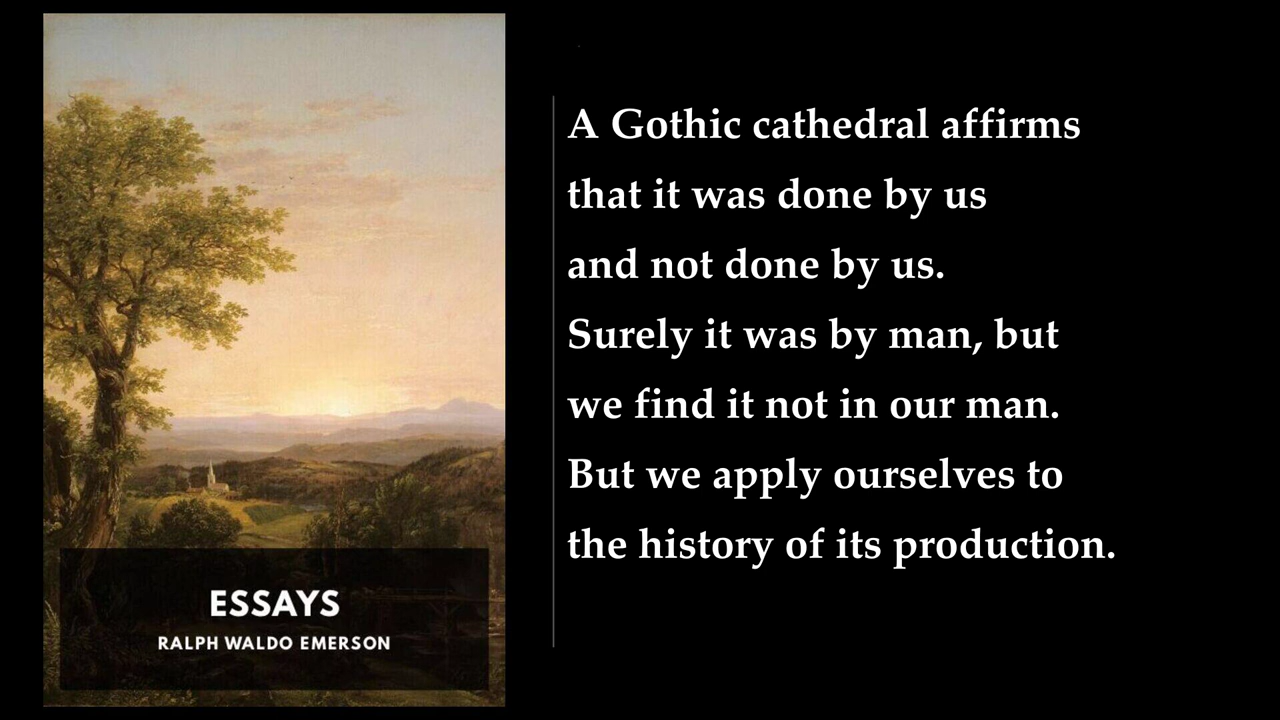 ESSAYS
RALPH WALDO EMERSON
A Gothic cathedral affirms
that it was done by us
and not done by us.
Surely it was by man, but
we find it not in our man.
But we apply ourselves to
the history of its production.